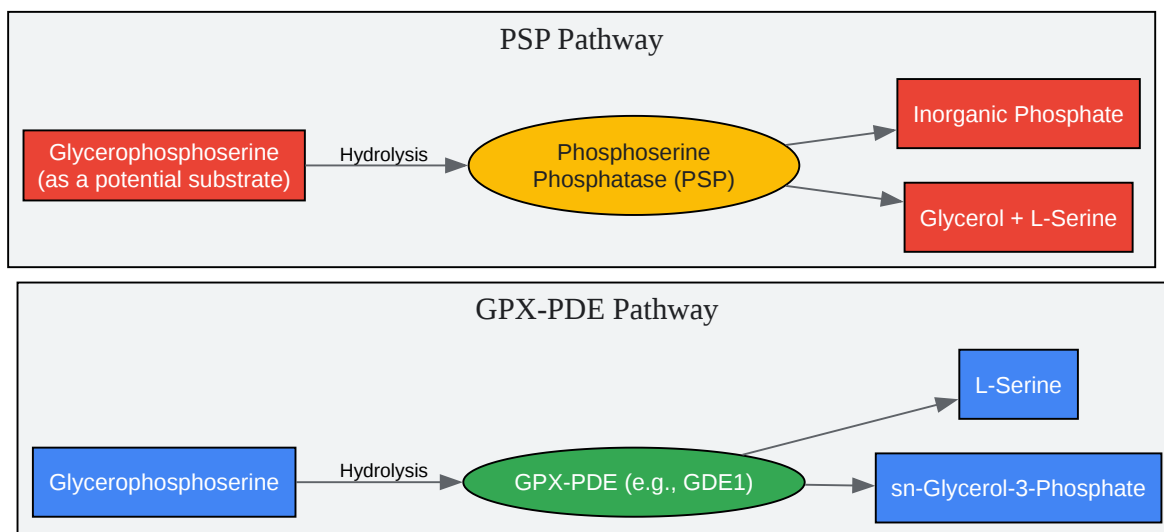 PSP Pathway
Glycerophosphoserine
(as a potential substrate)
Hydrolysis
Phosphoserine
Phosphatase (PSP)
Inorganic Phosphate
Glycerol + L-Serine
GPX-PDE Pathway
Glycerophosphoserine
Hydrolysis
GPX-PDE (e.g., GDE1)
L-Serine
sn-Glycerol-3-Phosphate